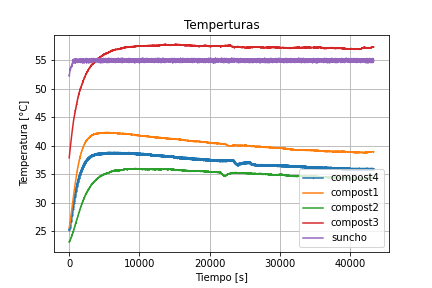 Temperturas
Temperatura [°C]
55
50
45
40
35
30
25
0
10000
20000
30000
40000
Tiempo [s]
compost4
compost1
compost2
compost3
suncho